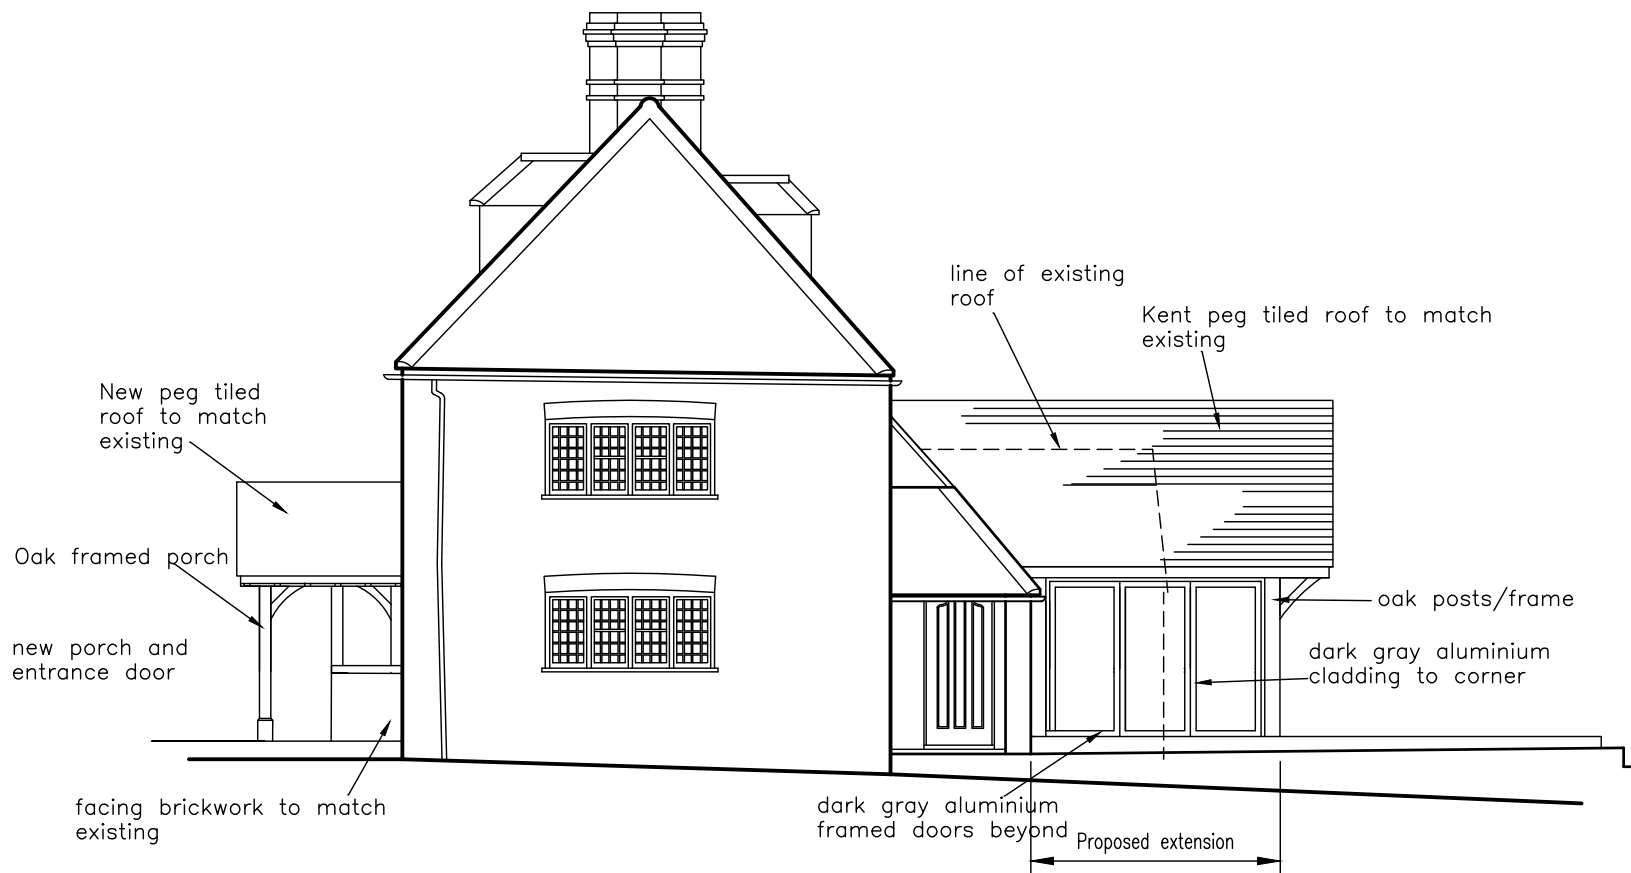 line of existing
roof
Kent peg tiled roof to match
existing
New peg tiled
roof to match
existing
Oak framed porch
new porch and
entrance door
oak posts/frame
dark gray aluminium
cladding to corner
facing brickwork to match
existing
dark gray aluminium
framed doors beyond
Proposed extension